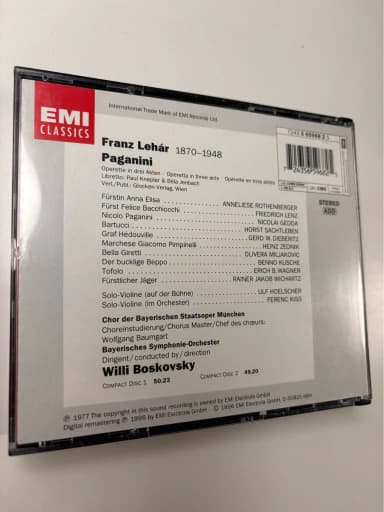 EMI
CLASSICS
International Trade Mark of EMI Records Ltd.
Franz Lehár 1870–1948
Paganini
Operette in drei Akten · Operetta in three acts · Opérette en trois actes
Libretto: Paul Knepler & Béla Jenbach
Verl./Publ.: Glocken-Verlag, Wien
STEREO
ADD
Fürstin Anna Elisa ANNELIESE ROTHENBERGER
Fürst Felice Bacchiocchi FRIEDRICH LENZ
Nicolo Paganini NICOLAI GEDDA
Bartucci HORST SACHTLEBEN
Graf Hédouville GERD W. DIEBERITZ
Marchese Giacomo Pimpinelli HEINZ ZEDNIK
Bella Giretti OLIVERA MILJAKOVIC
Der bucklige Beppo BENNO KUSCHE
Tofolo ERICH B. WAGNER
Fürstlicher Jäger RAINER JAKOB WICHARTZ
Solo-Violine (auf der Bühne) ULF HOELSCHER
Solo-Violine (im Orchester) FERENC KISS
Chor der Bayerischen Staatsoper München
Choreinstudierung/Chorus Master/Chef des chœurs:
Wolfgang Baumgart
Bayerisches Symphonie-Orchester
Dirigent/conducted by/direction
Willi Boskovsky
COMPACT DISC 1 50.23 COMPACT DISC 2 45.20
℗ 1977 The copyright in this sound recording is owned by EMI Electrola GmbH
Digital remastering ℗ 1996 by EMI Electrola GmbH © 1996 EMI Electrola GmbH